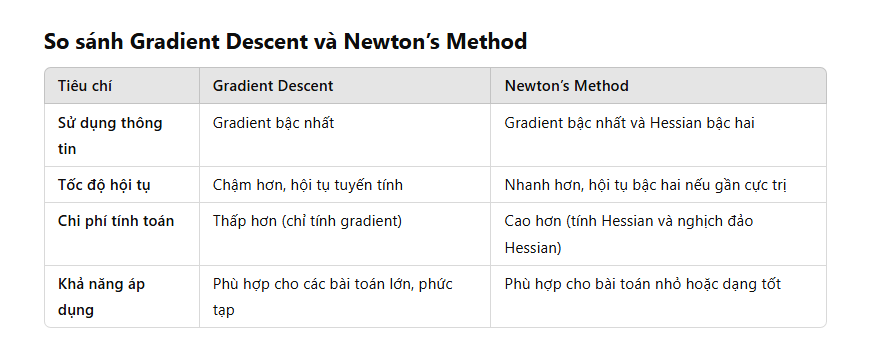 So sánh Gradient Descent và Newton's Method
Tiêu chí Gradient Descent Newton's Method
Sử dụng thông tin Gradient bậc nhất Gradient bậc nhất và Hessian bậc hai
Tốc độ hội tụ Chậm hơn, hội tụ tuyến tính Nhanh hơn, hội tụ bậc hai nếu gần cực trị
Chi phí tính toán Thấp hơn (chỉ tính gradient) Cao hơn (tính Hessian và nghịch đảo Hessian)
Khả năng áp dụng Phù hợp cho các bài toán lớn, phức tạp Phù hợp cho bài toán nhỏ hoặc dạng tốt